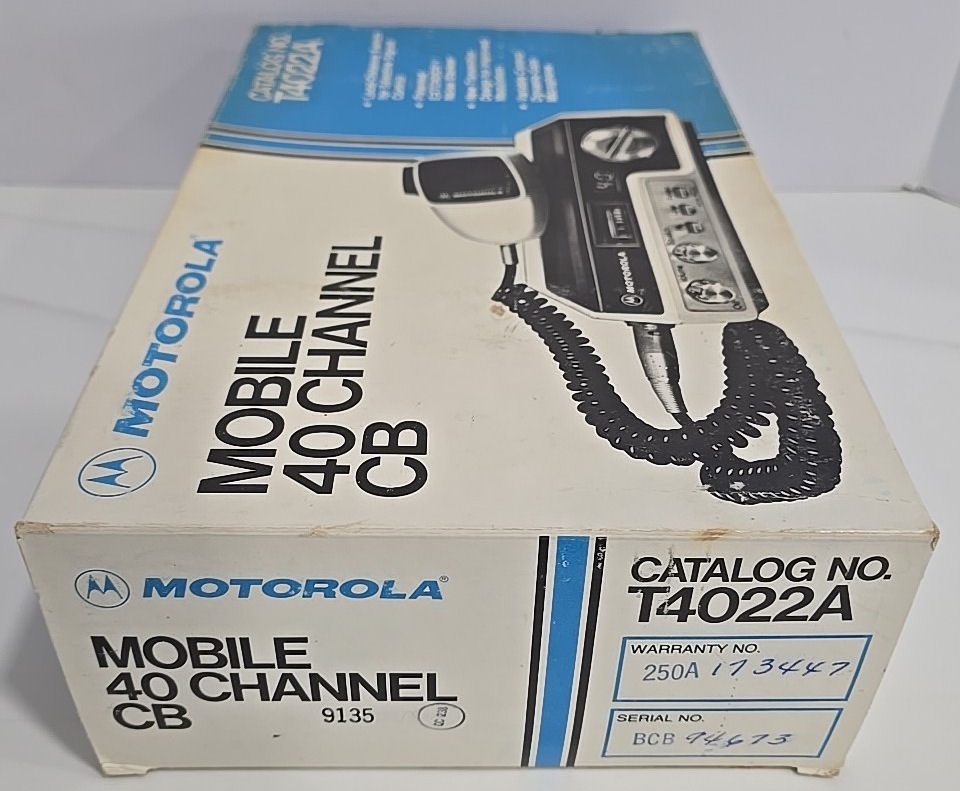 CATALOG NO.
T4022A
MOTOROLA
MOBILE
40 CHANNEL
CB
40
MOTOROLA
MOTOROLA®
MOBILE
40 CHANNEL
CB
9135
CATALOG NO.
T4022A
WARRANTY NO.
250A 173447
SERIAL NO.
BCB 94673